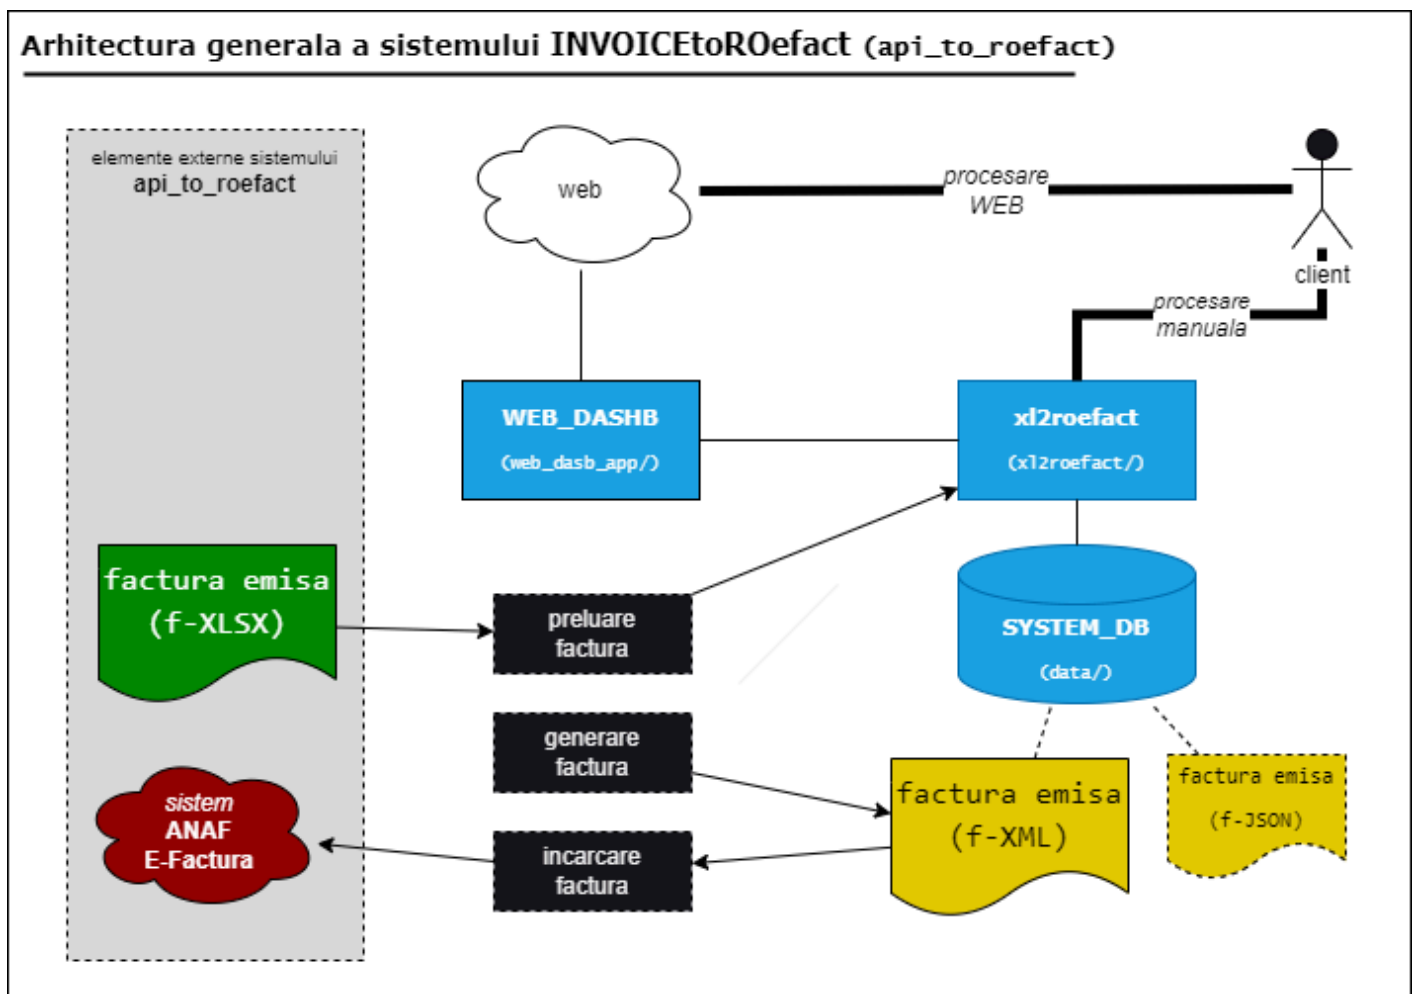 Arhitectura generala a sistemului INVOICEtoROefact (api_to_roefact)
elemente externe sistemului
api_to_roefact
web
procesare
WEB
client
procesare
manuala
WEB_DASHB
(web_dasb_app/)
xl2roefact
(xl2roefact/)
factura emisa
(f-XLSX)
preluare
factura
SYSTEM_DB
(data/)
generare
factura
factura emisa
(f-XML)
factura emisa
(f-JSON)
sistem
ANAF
E-Factura
incarcare
factura